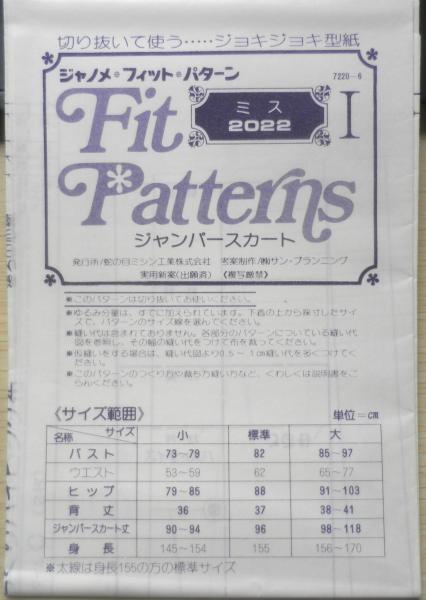 切り抜いて使う‥‥‥ジョキジョキ型紙
ジャノメ・フィット・パターン
7220-6
Fit
ミス
2022
I
Patterns
ジャンパースカート
発行所/蛇の目ミシン工業株式会社 考案制作/㈱サン・プランニング
実用新案(出願済) 《複写厳禁》
※このパターンは切り抜いてお使いください。
※ゆるみ分量は、すでに加えられています。下着の上から採寸したサイズ
で、パターンのサイズ線を選んでください。
※縫い代は含まれておりません。各部分のパターンについている縫い代
図を参照し、その幅の縫い代をつけて布を裁ってください。
※仮縫いをする場合は、縫い代図より0.5〜1㎝縫い代を多くつけてく
ださい。
※このパターンのつくり方や裁ち方縫い方など、くわしくは説明書をご
らんください。
《サイズ範囲》 単位=㎝
名称 サイズ 小 標準 大
バスト 73〜79 82 85〜97
ウエスト 53〜59 62 65〜77
ヒップ 79〜85 88 91〜103
背丈 36 37 38〜41
ジャンパースカート丈 90〜94 96 98〜118
身長 145〜154 155 156〜170
※太線は身長155の方の標準サイズ